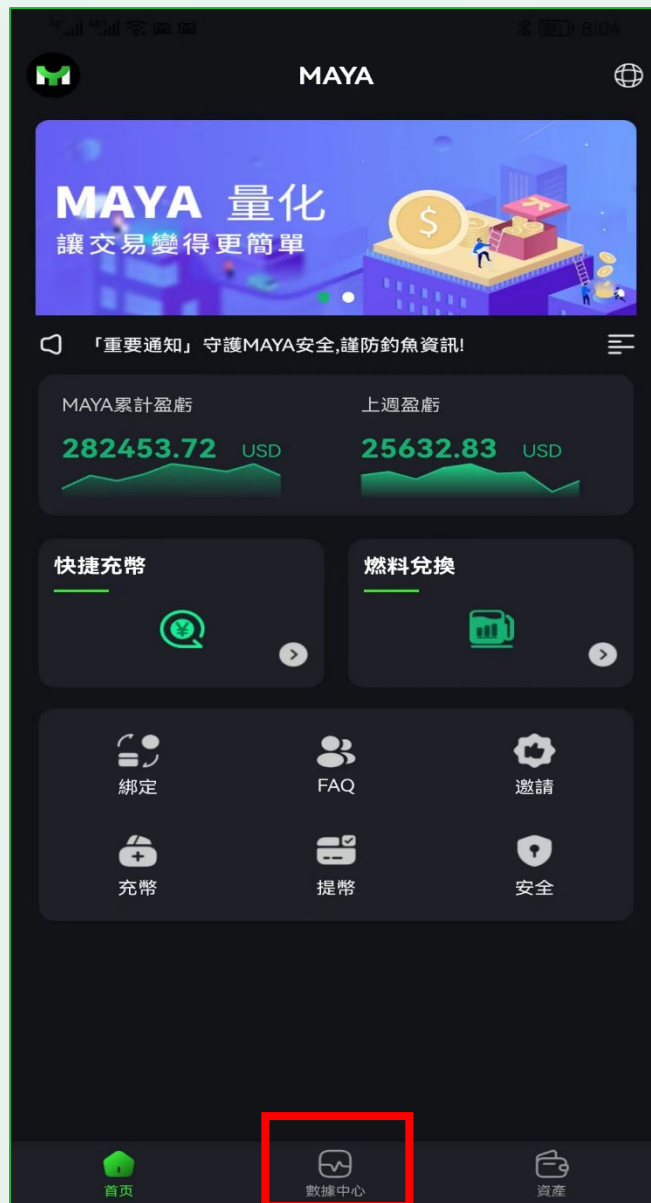 8:04
MAYA
MAYA 量化
讓交易變得更簡單
「重要通知」守護MAYA安全,謹防釣魚資訊!
MAYA累計盈虧 上週盈虧
282453.72 USD 25632.83 USD
快捷充幣 燃料兌換
綁定 FAQ 邀請
充幣 提幣 安全
首页 數據中心 資產